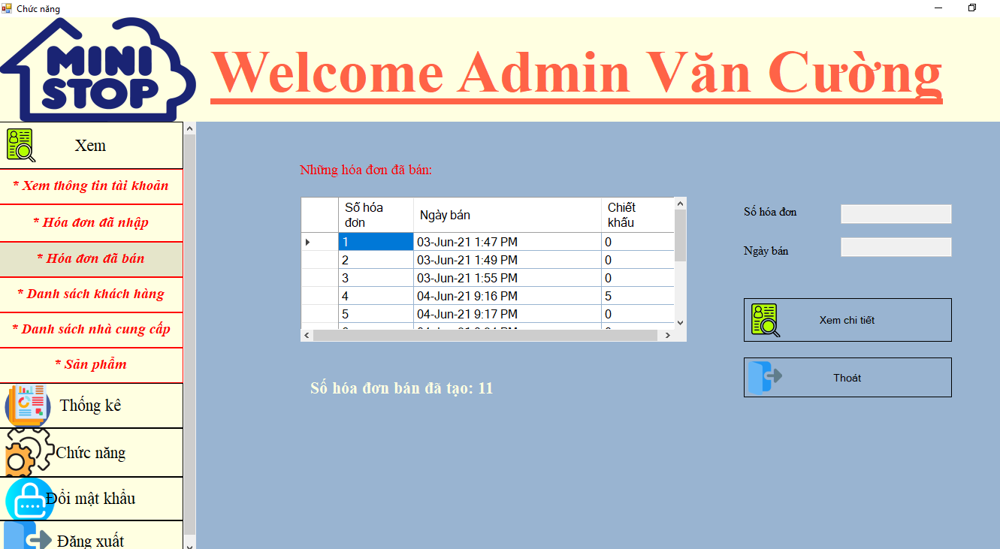 Chức năng
MINI
STOP
Welcome Admin Văn Cường
Xem
* Xem thông tin tài khoản
* Hóa đơn đã nhập
* Hóa đơn đã bán
* Danh sách khách hàng
* Danh sách nhà cung cấp
* Sản phẩm
Thống kê
Chức năng
Đổi mật khẩu
Đăng xuất
Những hóa đơn đã bán:
Số hóa đơn Ngày bán Chiết khấu
1 03-Jun-21 1:47 PM 0
2 03-Jun-21 1:49 PM 0
3 03-Jun-21 1:55 PM 0
4 04-Jun-21 9:16 PM 5
5 04-Jun-21 9:17 PM 0
Số hóa đơn bán đã tạo: 11
Số hóa đơn
Ngày bán
Xem chi tiết
Thoát